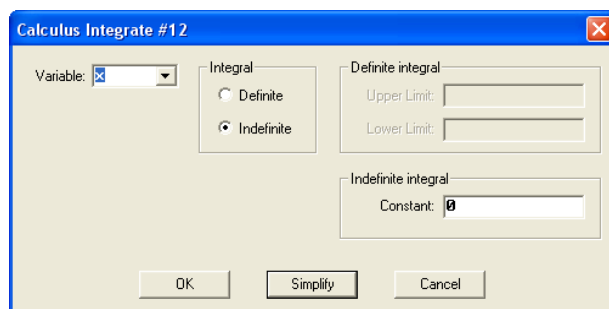 Calculus Integrate #12
Variable: x
Integral
Definite
Indefinite
Definite integral
Upper Limit:
Lower Limit:
Indefinite integral
Constant: 0
OK Simplify Cancel